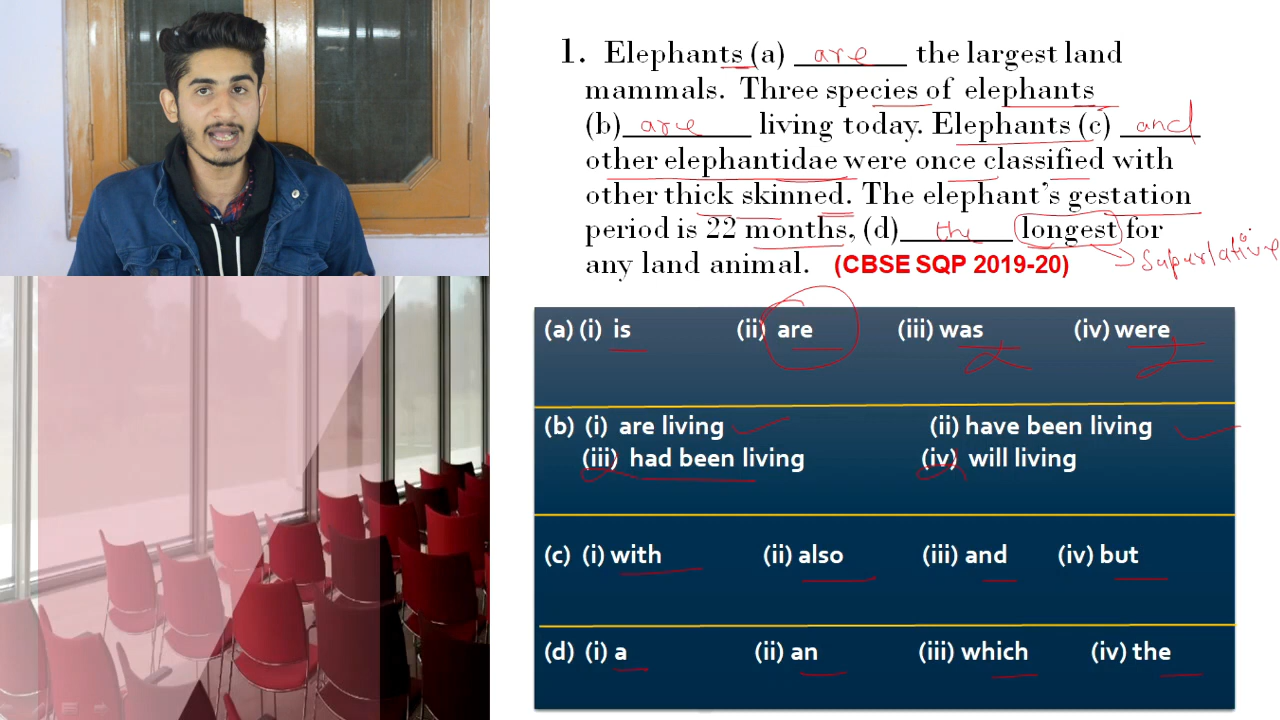 1. Elephants (a) are the largest land
mammals. Three species of elephants
(b) are living today. Elephants (c) and
other elephantidae were once classified with
other thick skinned. The elephant's gestation
period is 22 months, (d) the longest for
Superlative
any land animal. (CBSE SQP 2019-20)
(a) (i) is (ii) are (iii) was (iv) were
(b) (i) are living (ii) have been living
(iii) had been living (iv) will living
(c) (i) with (ii) also (iii) and (iv) but
(d) (i) a (ii) an (iii) which (iv) the